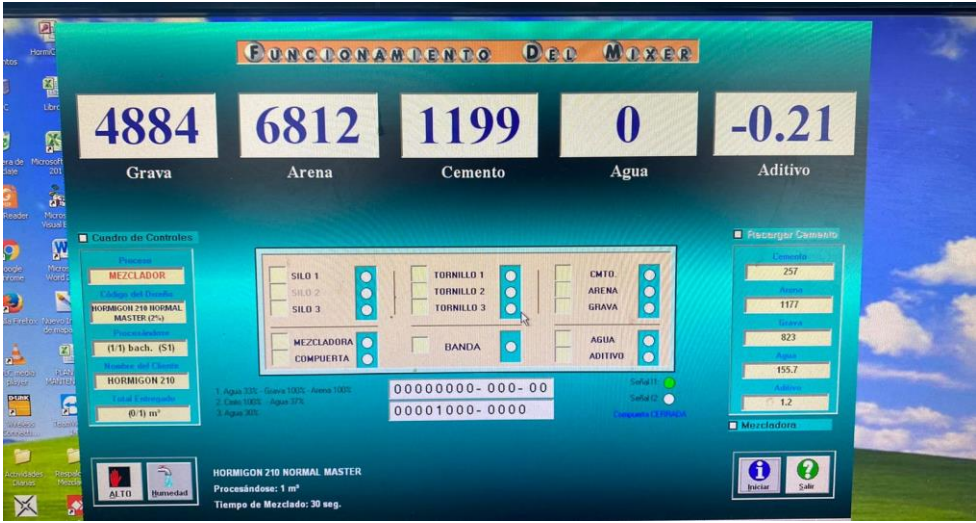 FUNCIONAMIENTO DEL MIXER
4884
6812
1199
0
-0.21
Grava
Arena
Cemento
Agua
Aditivo
Cuadro de Controles
Proceso
MEZCLADOR
Código del Diseño
HORMIGON 210 NORMAL
MASTER (2%)
Procesándose
(1/1) bach. (S1)
Nombre del Cliente
HORMIGON 210
Total Entregado
(0/1) m³
SILO 1
SILO 2
SILO 3
TORNILLO 1
TORNILLO 2
TORNILLO 3
CMTO.
ARENA
GRAVA
MEZCLADORA
COMPUERTA
BANDA
AGUA
ADITIVO
Recargar Cemento
Cemento
257
Arena
1177
Grava
823
Agua
155.7
Aditivo
1.2
Mezcladora
1. Agua 33% - Grava 100% - Arena 100%
2. Cmto 100% - Agua 37%
3. Agua 30%
00000000-000-00
00001000-0000
Señal I1
Señal I2
Compuerta CERRADA
ALTO
Humedad
HORMIGON 210 NORMAL MASTER
Procesándose: 1 m³
Tiempo de Mezclado: 30 seg.
Iniciar
Salir